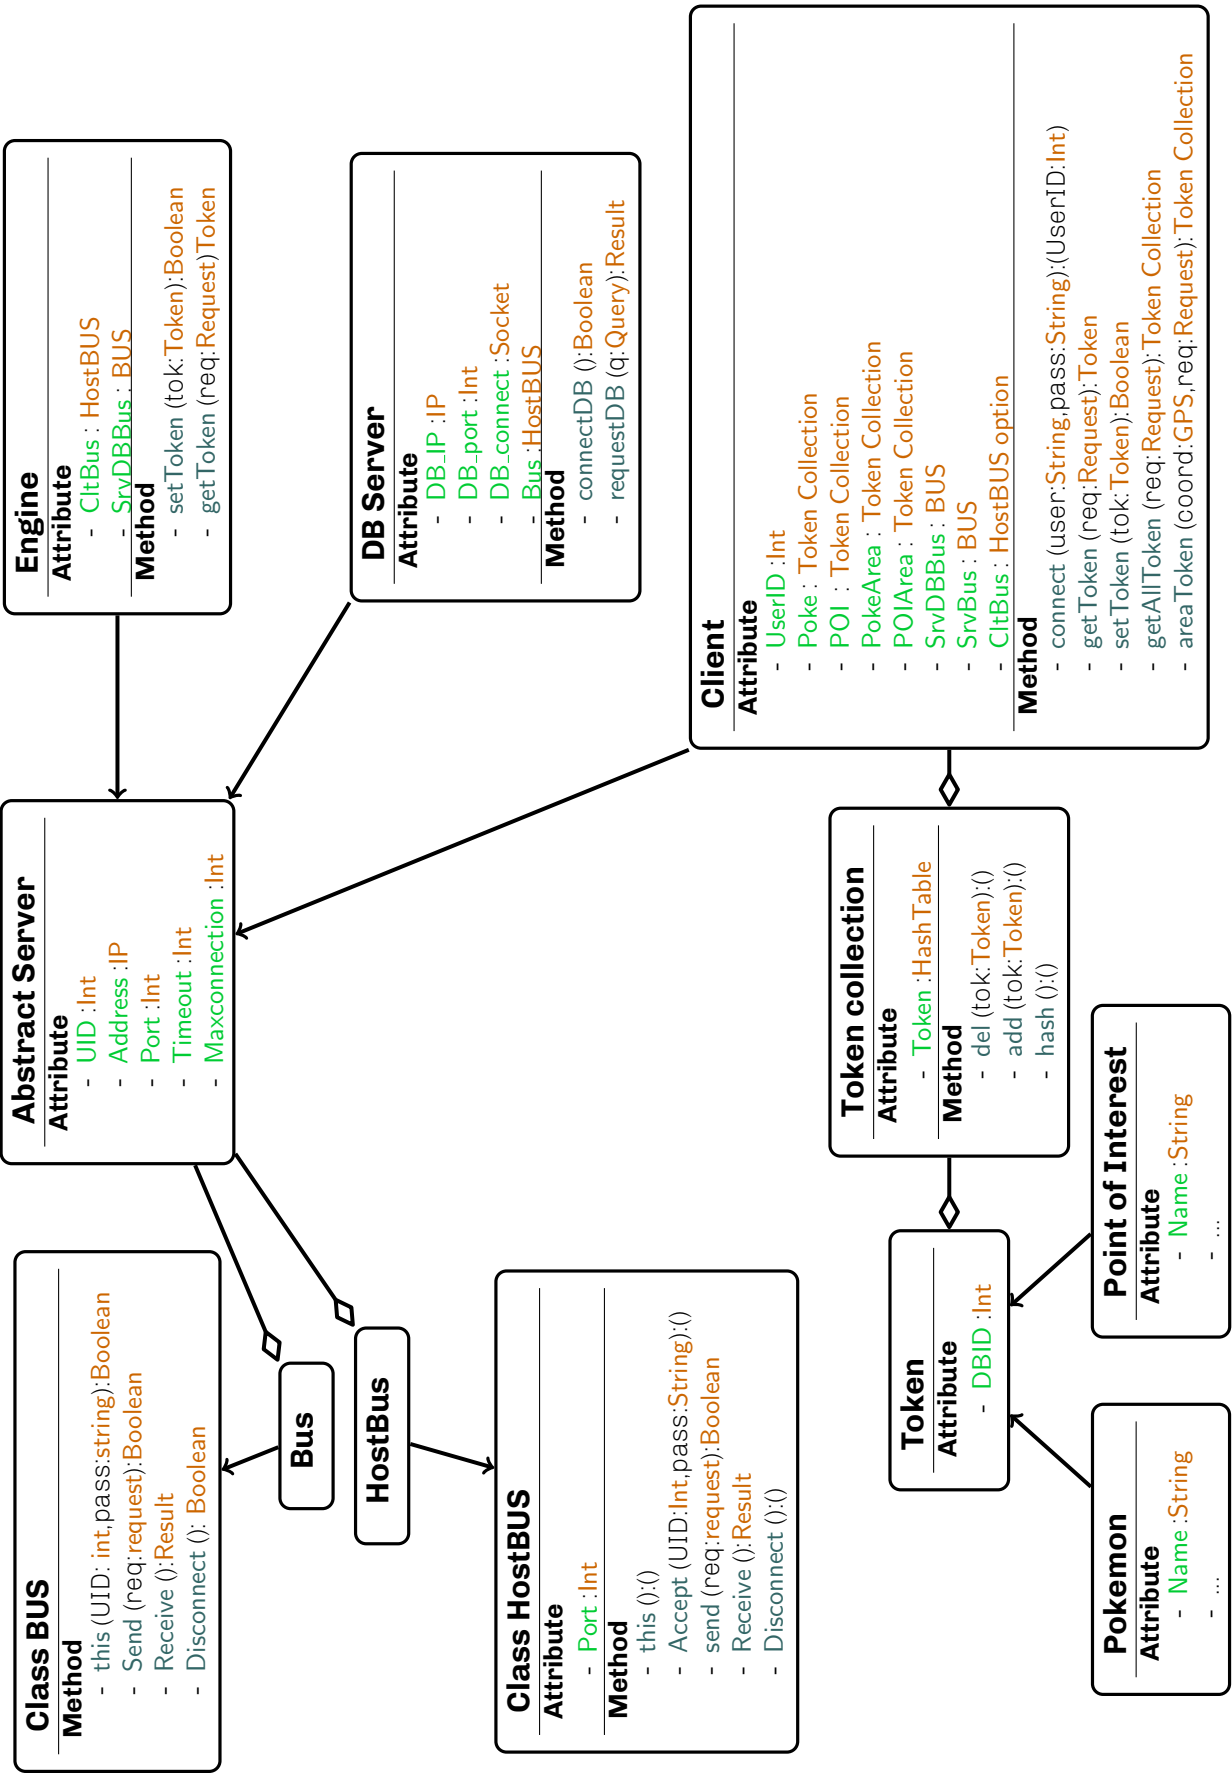 Class BUS
Method
- this (UID: int,pass:string):Boolean
- Send (req:request):Boolean
- Receive ():Result
- Disconnect (): Boolean
Bus
HostBus
Class HostBUS
Attribute
- Port :Int
Method
- this ():()
- Accept (UID:Int,pass:String):()
- send (req:request):Boolean
- Receive ():Result
- Disconnect ():()
Abstract Server
Attribute
- UID :Int
- Address :IP
- Port :Int
- Timeout :Int
- Maxconnection :Int
Engine
Attribute
- CltBus : HostBUS
- SrvDBBus : BUS
Method
- setToken (tok:Token):Boolean
- getToken (req:Request)Token
DB Server
Attribute
- DB_IP :IP
- DB_port :Int
- DB_connect :Socket
- Bus :HostBUS
Method
- connectDB ():Boolean
- requestDB (q:Query):Result
Client
Attribute
- UserID :Int
- Poke : Token Collection
- POI : Token Collection
- PokeArea : Token Collection
- POIArea : Token Collection
- SrvDBBus : BUS
- SrvBus : BUS
- CltBus : HostBUS option
Method
- connect (user:String,pass:String):(UserID:Int)
- getToken (req:Request):Token
- setToken (tok:Token):Boolean
- getAllToken (req:Request):Token Collection
- areaToken (coord:GPS,req:Request):Token Collection
Token collection
Attribute
- Token :HashTable
Method
- del (tok:Token):()
- add (tok:Token):()
- hash ():()
Token
Attribute
- DBID :Int
Pokemon
Attribute
- Name :String
- ...
Point of Interest
Attribute
- Name :String
- ...